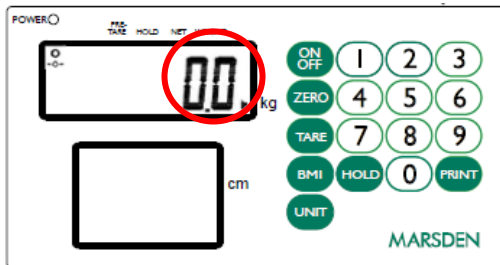 POWER
PRE-TARE HOLD NET
→0←
0.0 kg
cm
ON OFF 1 2 3
ZERO 4 5 6
TARE 7 8 9
BMI HOLD 0 PRINT
UNIT
MARSDEN